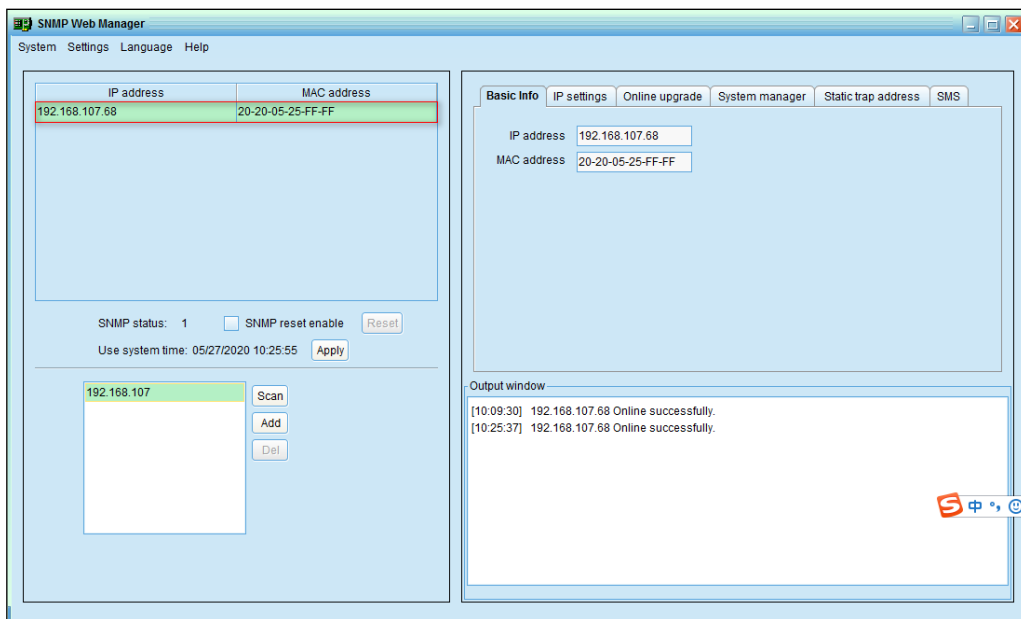 SNMP Web Manager
System Settings Language Help
IP address MAC address
192.168.107.68 20-20-05-25-FF-FF
SNMP status: 1 SNMP reset enable Reset
Use system time: 05/27/2020 10:25:55 Apply
192.168.107
Scan
Add
Del
Basic Info IP settings Online upgrade System manager Static trap address SMS
IP address 192.168.107.68
MAC address 20-20-05-25-FF-FF
Output window
[10:09:30] 192.168.107.68 Online successfully.
[10:25:37] 192.168.107.68 Online successfully.
S 中 °,